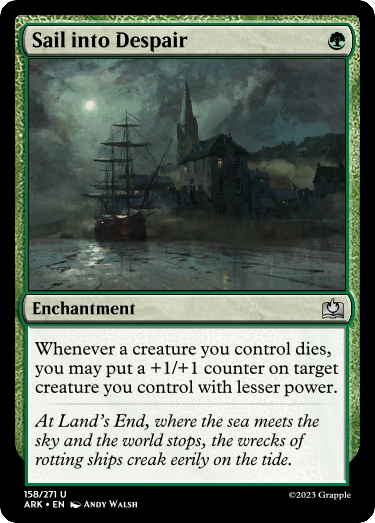 Sail into Despair
Enchantment
Whenever a creature you control dies,
you may put a +1/+1 counter on target
creature you control with lesser power.
At Land's End, where the sea meets the
sky and the world stops, the wrecks of
rotting ships creak eerily on the tide.
158/271 U
ARK • EN Andy Walsh
©2023 Grapple